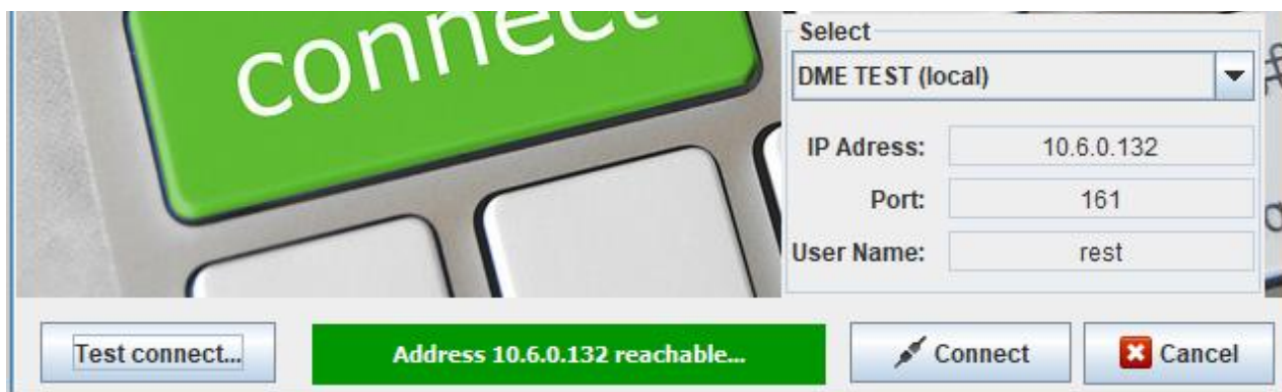 connect
Select
DME TEST (local)
IP Adress: 10.6.0.132
Port: 161
User Name: rest
Test connect...
Address 10.6.0.132 reachable...
Connect
Cancel